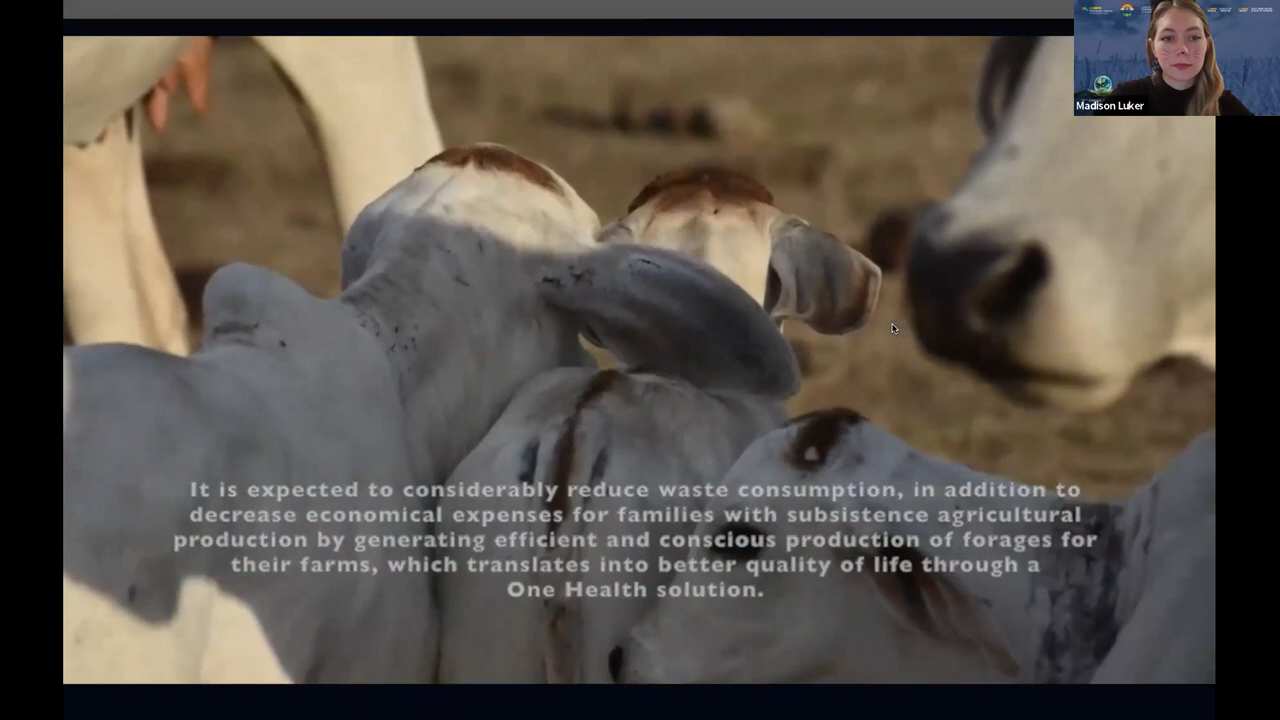 Madison Luker
It is expected to considerably reduce waste consumption, in addition to
decrease economical expenses for families with subsistence agricultural
production by generating efficient and conscious production of forages for
their farms, which translates into better quality of life through a
One Health solution.